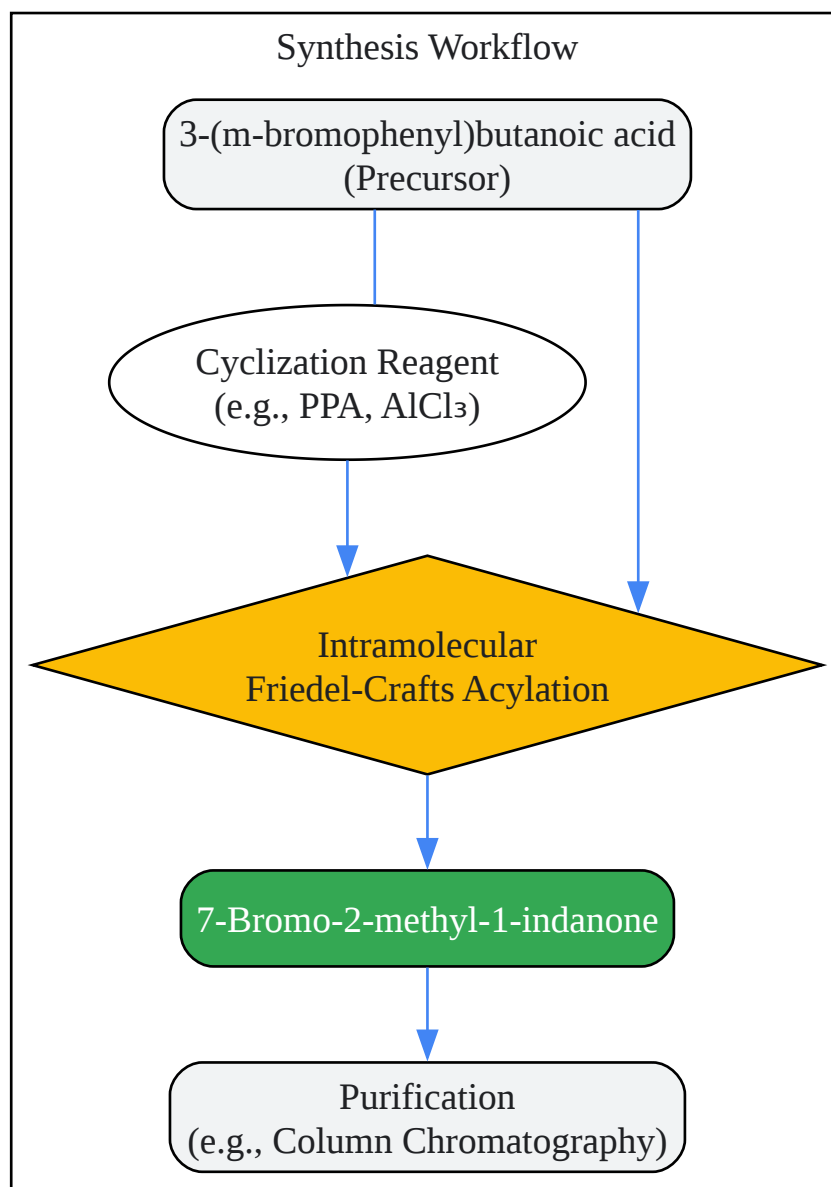 Synthesis Workflow
3-(m-bromophenyl)butanoic acid
(Precursor)
Cyclization Reagent
(e.g., PPA, AlCl₃)
Intramolecular
Friedel-Crafts Acylation
7-Bromo-2-methyl-1-indanone
Purification
(e.g., Column Chromatography)